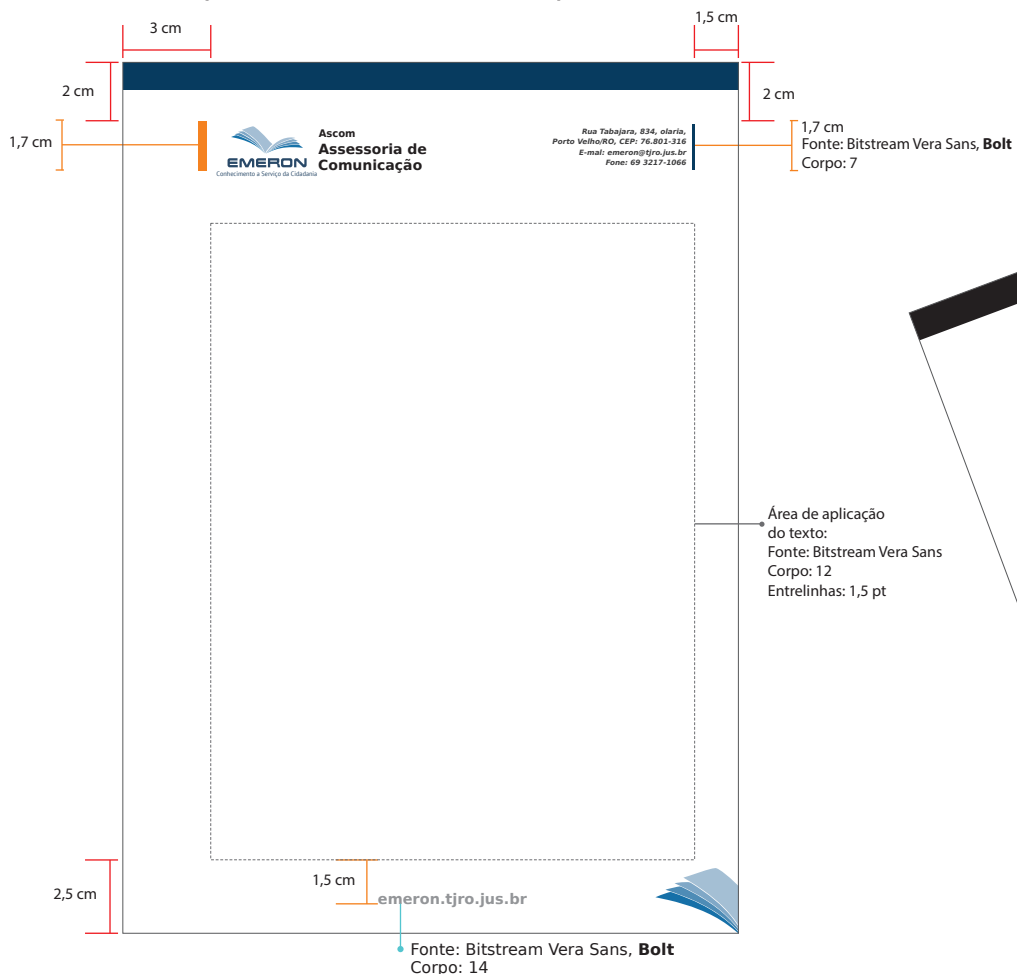 3 cm
1,5 cm
2 cm
2 cm
1,7 cm
EMERON
Conhecimento a Serviço da Cidadania
Ascom
Assessoria de
Comunicação
Rua Tabajara, 834, olaria,
Porto Velho/RO, CEP: 76.801-316
E-mal: emeron@tjro.jus.br
Fone: 69 3217-1066
1,7 cm
Fonte: Bitstream Vera Sans, Bolt
Corpo: 7
Área de aplicação
do texto:
Fonte: Bitstream Vera Sans
Corpo: 12
Entrelinhas: 1,5 pt
2,5 cm
1,5 cm
emeron.tjro.jus.br
Fonte: Bitstream Vera Sans, Bolt
Corpo: 14